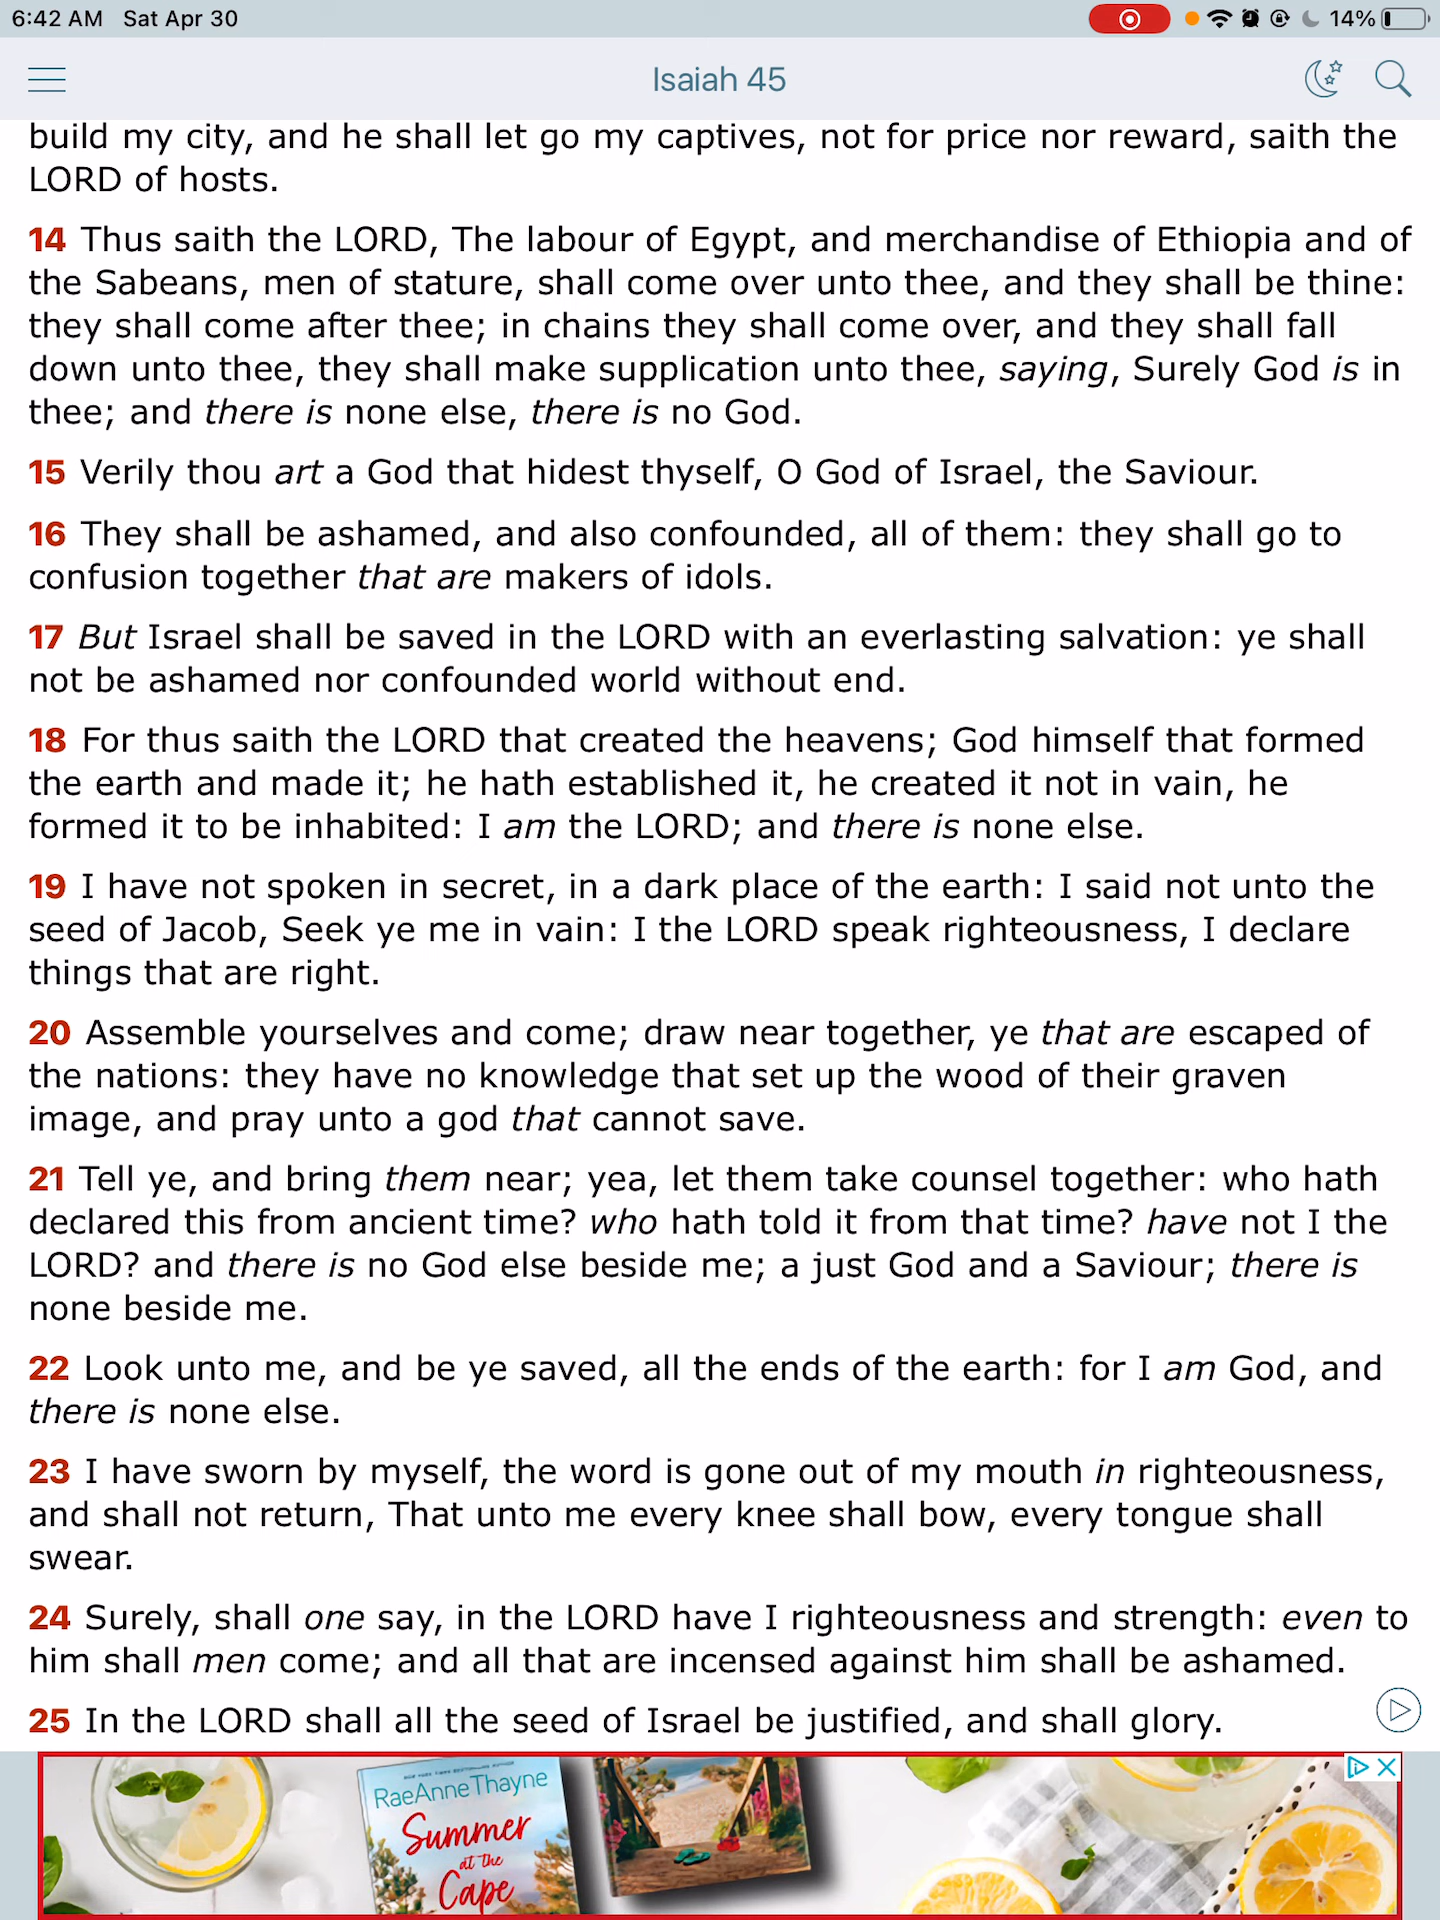 6:42 AM Sat Apr 30
14%
Isaiah 45
build my city, and he shall let go my captives, not for price nor reward, saith the
LORD of hosts.
14 Thus saith the LORD, The labour of Egypt, and merchandise of Ethiopia and of
the Sabeans, men of stature, shall come over unto thee, and they shall be thine:
they shall come after thee; in chains they shall come over, and they shall fall
down unto thee, they shall make supplication unto thee, saying, Surely God is in
thee; and there is none else, there is no God.
15 Verily thou art a God that hidest thyself, O God of Israel, the Saviour.
16 They shall be ashamed, and also confounded, all of them: they shall go to
confusion together that are makers of idols.
17 But Israel shall be saved in the LORD with an everlasting salvation: ye shall
not be ashamed nor confounded world without end.
18 For thus saith the LORD that created the heavens; God himself that formed
the earth and made it; he hath established it, he created it not in vain, he
formed it to be inhabited: I am the LORD; and there is none else.
19 I have not spoken in secret, in a dark place of the earth: I said not unto the
seed of Jacob, Seek ye me in vain: I the LORD speak righteousness, I declare
things that are right.
20 Assemble yourselves and come; draw near together, ye that are escaped of
the nations: they have no knowledge that set up the wood of their graven
image, and pray unto a god that cannot save.
21 Tell ye, and bring them near; yea, let them take counsel together: who hath
declared this from ancient time? who hath told it from that time? have not I the
LORD? and there is no God else beside me; a just God and a Saviour; there is
none beside me.
22 Look unto me, and be ye saved, all the ends of the earth: for I am God, and
there is none else.
23 I have sworn by myself, the word is gone out of my mouth in righteousness,
and shall not return, That unto me every knee shall bow, every tongue shall
swear.
24 Surely, shall one say, in the LORD have I righteousness and strength: even to
him shall men come; and all that are incensed against him shall be ashamed.
25 In the LORD shall all the seed of Israel be justified, and shall glory.
RaeAnne Thayne
Summer
at the
Cape